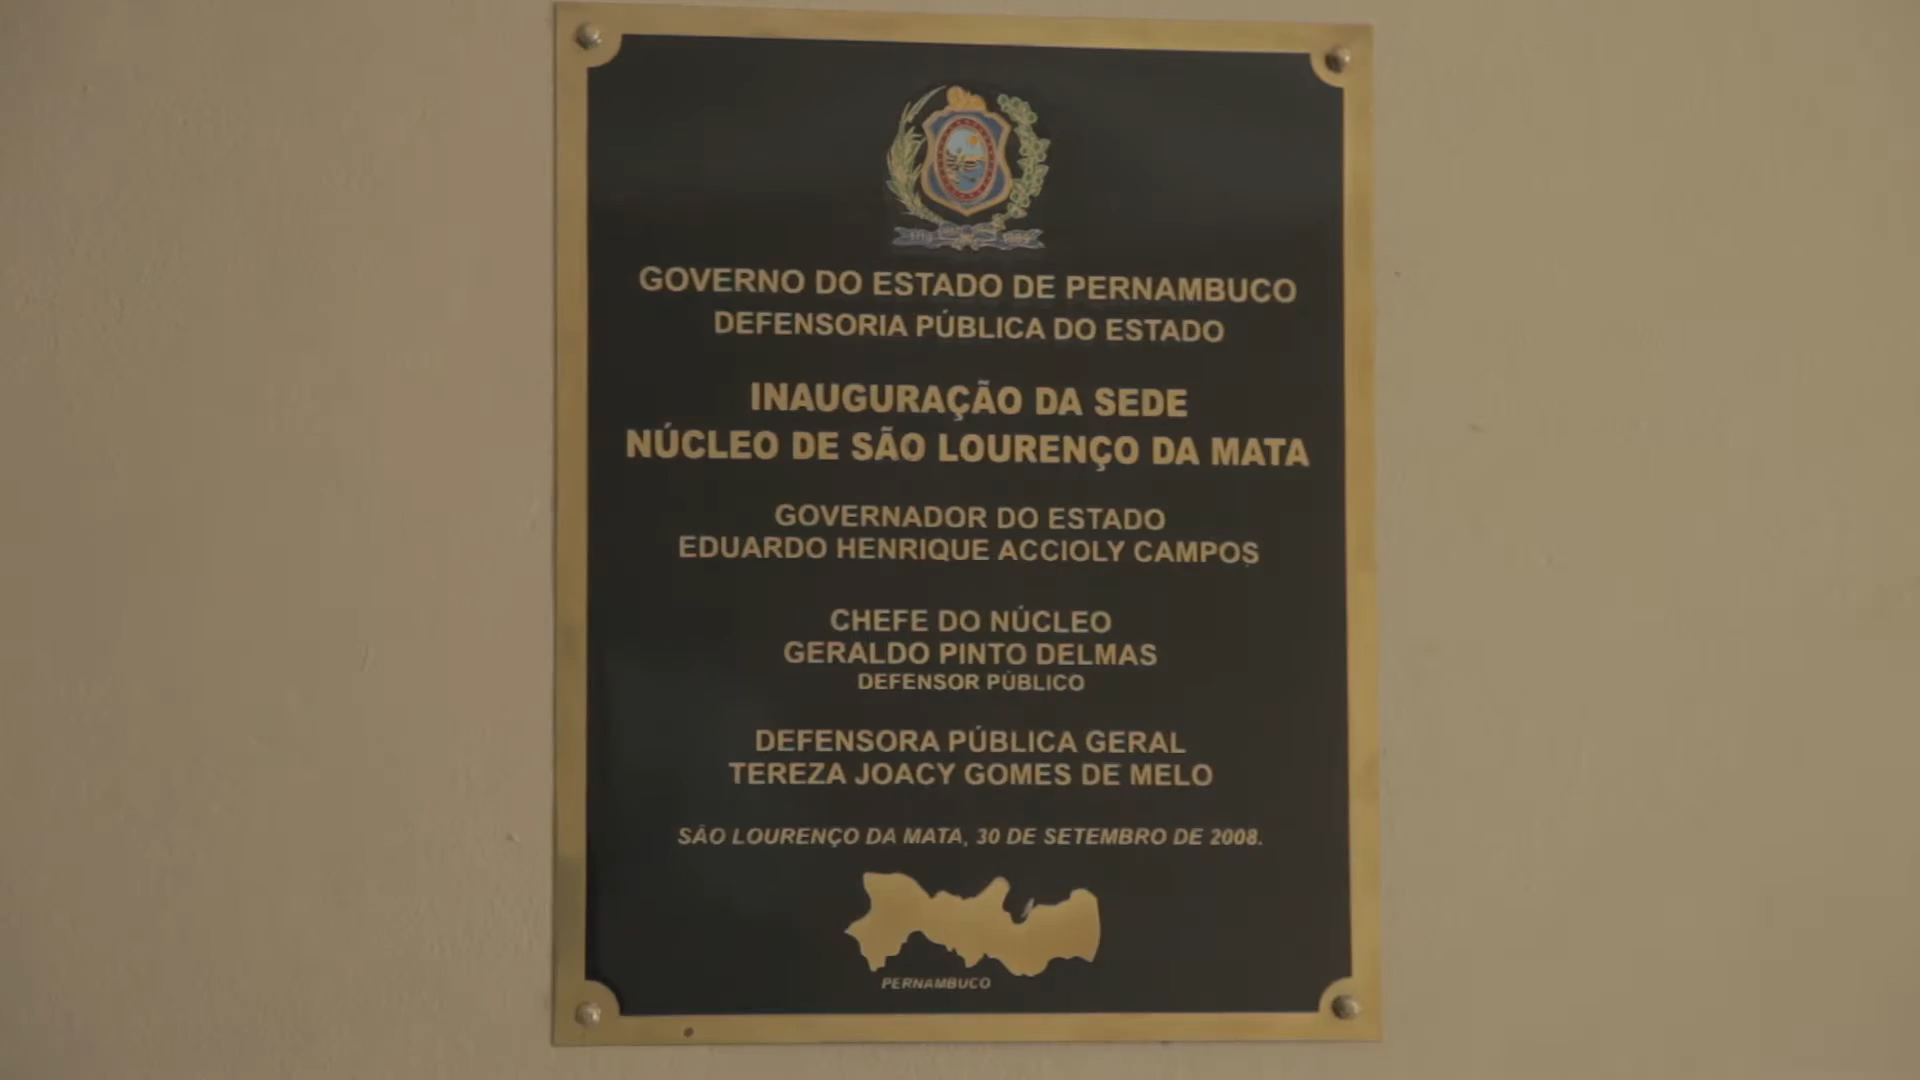 GOVERNO DO ESTADO DE PERNAMBUCO
DEFENSORIA PÚBLICA DO ESTADO
INAUGURAÇÃO DA SEDE
NÚCLEO DE SÃO LOURENÇO DA MATA
GOVERNADOR DO ESTADO
EDUARDO HENRIQUE ACCIOLY CAMPOS
CHEFE DO NÚCLEO
GERALDO PINTO DELMAS
DEFENSOR PÚBLICO
DEFENSORA PÚBLICA GERAL
TEREZA JOACY GOMES DE MELO
SÃO LOURENÇO DA MATA, 30 DE SETEMBRO DE 2008.
PERNAMBUCO